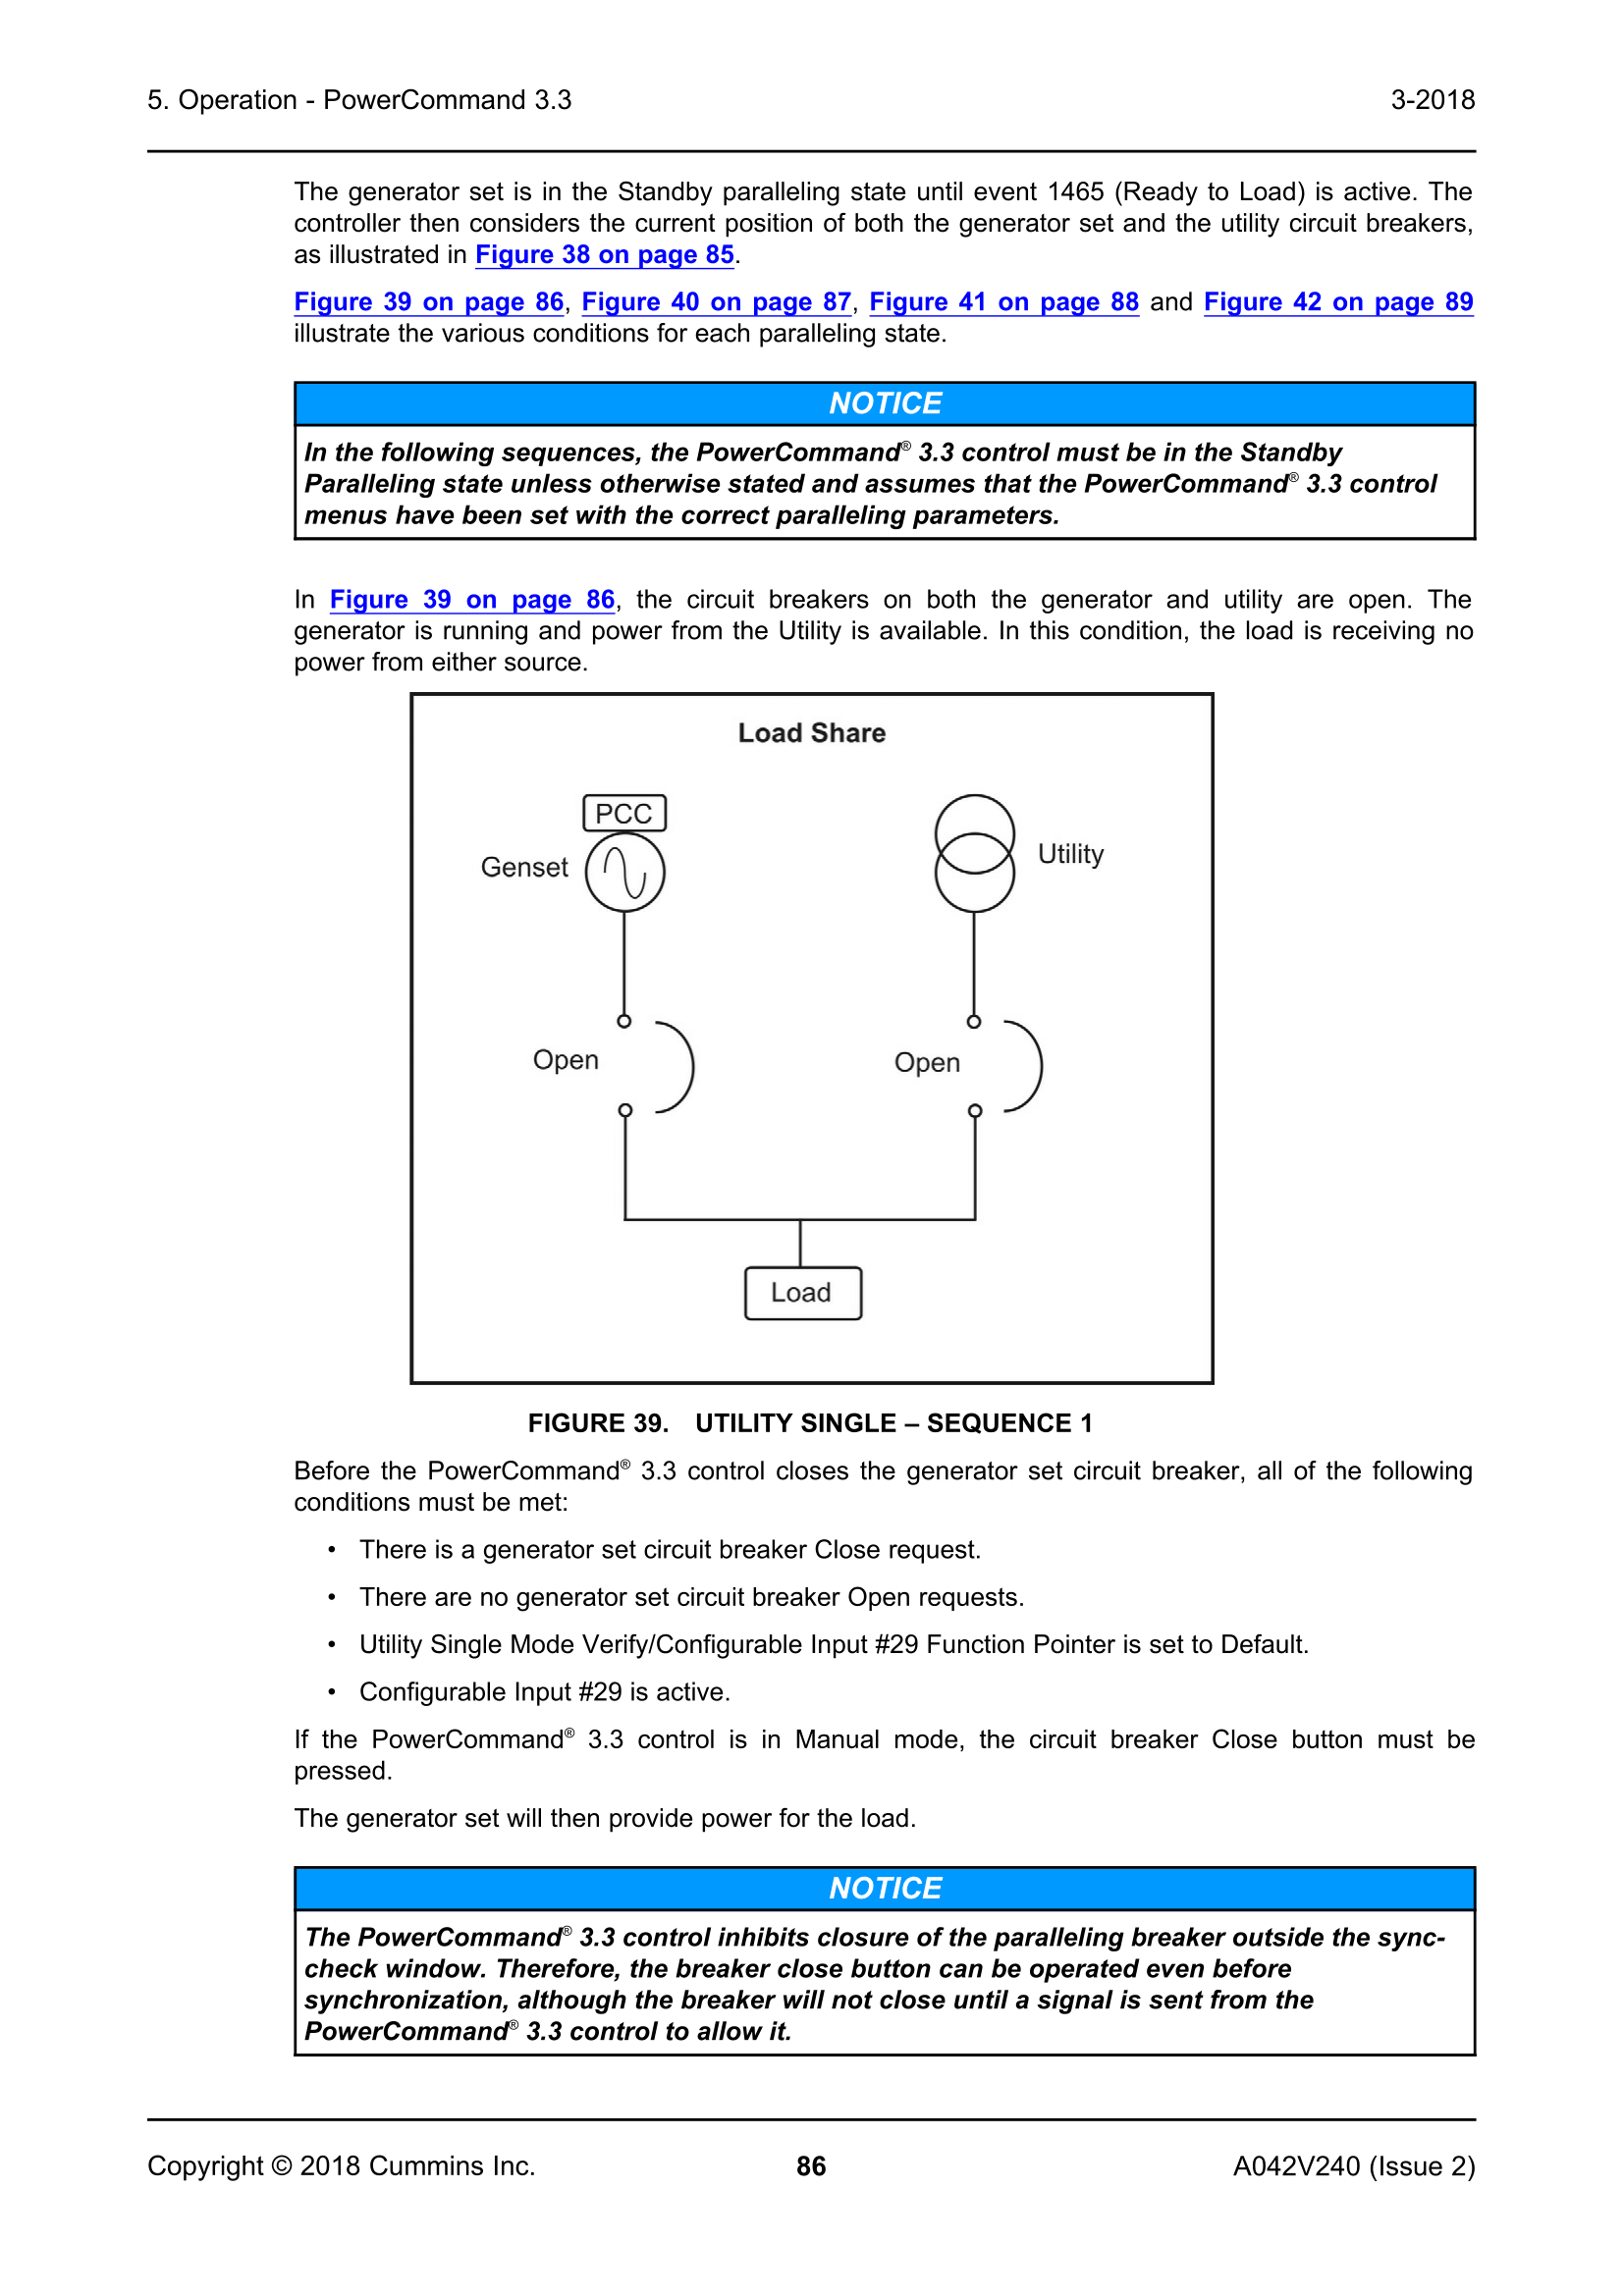 5. Operation - PowerCommand 3.3 3-2018
The generator set is in the Standby paralleling state until event 1465 (Ready to Load) is active. The
controller then considers the current position of both the generator set and the utility circuit breakers,
as illustrated in Figure 38 on page 85.
Figure 39 on page 86, Figure 40 on page 87, Figure 41 on page 88 and Figure 42 on page 89
illustrate the various conditions for each paralleling state.
NOTICE
In the following sequences, the PowerCommand® 3.3 control must be in the Standby
Paralleling state unless otherwise stated and assumes that the PowerCommand® 3.3 control
menus have been set with the correct paralleling parameters.
In Figure 39 on page 86, the circuit breakers on both the generator and utility are open. The
generator is running and power from the Utility is available. In this condition, the load is receiving no
power from either source.
Load Share
PCC
Genset
Utility
Open
Open
Load
FIGURE 39. UTILITY SINGLE – SEQUENCE 1
Before the PowerCommand® 3.3 control closes the generator set circuit breaker, all of the following
conditions must be met:
• There is a generator set circuit breaker Close request.
• There are no generator set circuit breaker Open requests.
• Utility Single Mode Verify/Configurable Input #29 Function Pointer is set to Default.
• Configurable Input #29 is active.
If the PowerCommand® 3.3 control is in Manual mode, the circuit breaker Close button must be
pressed.
The generator set will then provide power for the load.
NOTICE
The PowerCommand® 3.3 control inhibits closure of the paralleling breaker outside the sync-
check window. Therefore, the breaker close button can be operated even before
synchronization, although the breaker will not close until a signal is sent from the
PowerCommand® 3.3 control to allow it.
Copyright © 2018 Cummins Inc. 86 A042V240 (Issue 2)